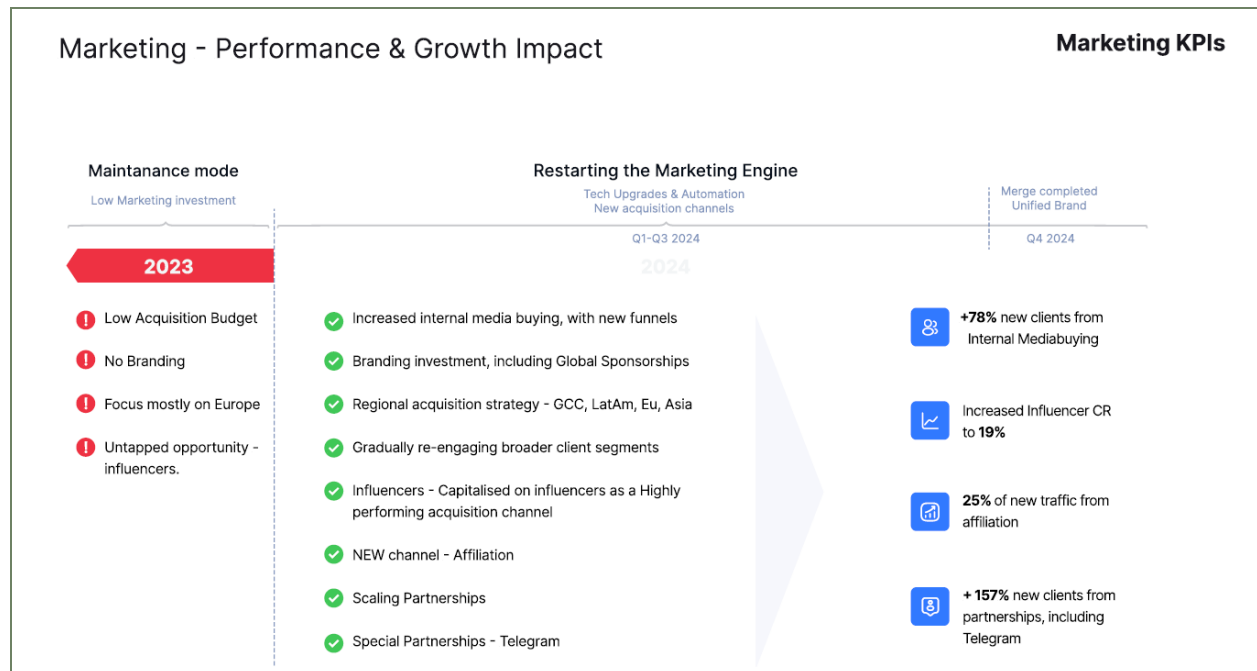 Marketing - Performance & Growth Impact
Marketing KPIs
Maintanance mode
Low Marketing investment
Restarting the Marketing Engine
Tech Upgrades & Automation
New acquisition channels
Merge completed
Unified Brand
Q1-Q3 2024
Q4 2024
2023
2024
Low Acquisition Budget
No Branding
Focus mostly on Europe
Untapped opportunity -
influencers.
Increased internal media buying, with new funnels
Branding investment, including Global Sponsorships
Regional acquisition strategy - GCC, LatAm, Eu, Asia
Gradually re-engaging broader client segments
Influencers - Capitalised on influencers as a Highly
performing acquisition channel
NEW channel - Affiliation
Scaling Partnerships
Special Partnerships - Telegram
+78% new clients from
Internal Mediabuying
Increased Influencer CR
to 19%
25% of new traffic from
affiliation
+ 157% new clients from
partnerships, including
Telegram